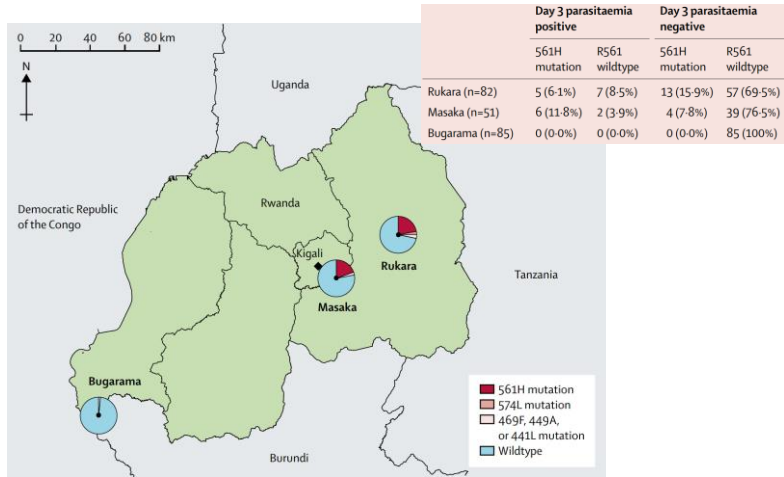 0 20 40 60 80 km
N
Uganda
Democratic Republic
of the Congo
Rwanda
Kigali
Rukara
Masaka
Tanzania
Bugarama
Burundi
561H mutation
574L mutation
469F, 449A,
or 441L mutation
Wildtype
Day 3 parasitaemia positive Day 3 parasitaemia negative
561H mutation R561 wildtype 561H mutation R561 wildtype
Rukara (n=82) 5 (6·1%) 7 (8·5%) 13 (15·9%) 57 (69·5%)
Masaka (n=51) 6 (11·8%) 2 (3·9%) 4 (7·8%) 39 (76·5%)
Bugarama (n=85) 0 (0·0%) 0 (0·0%) 0 (0·0%) 85 (100%)